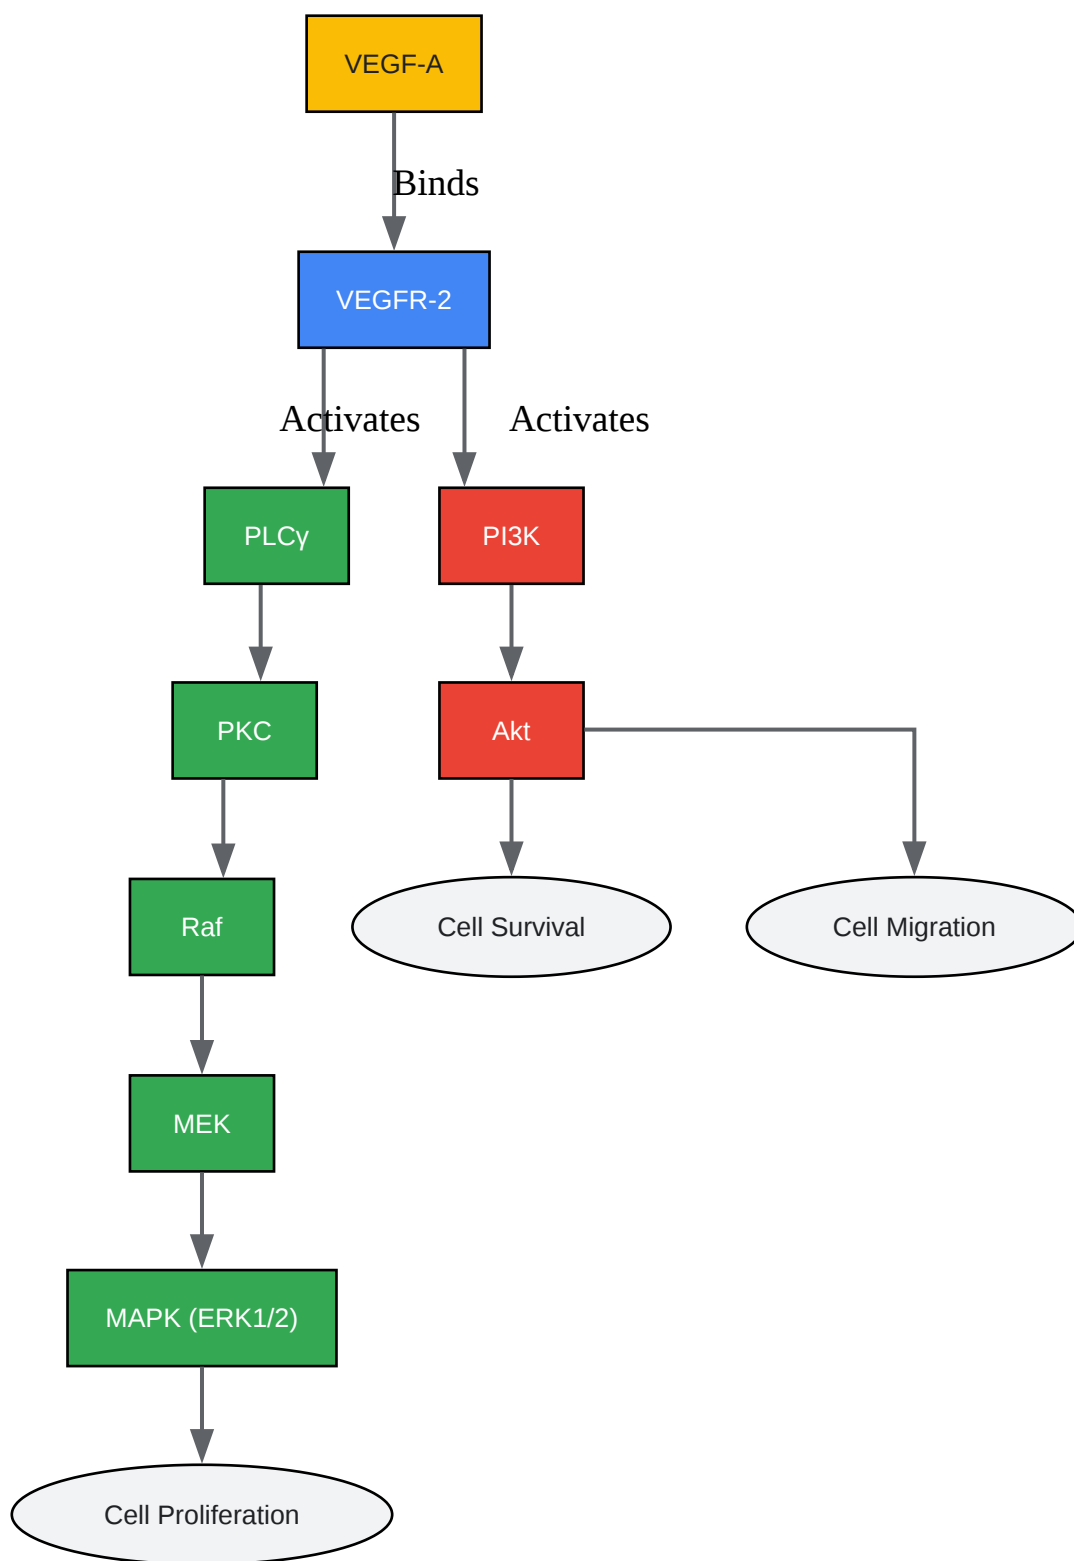 VEGF-A
Binds
VEGFR-2
Activates
Activates
PLCγ
PI3K
PKC
Akt
Raf
Cell Survival
Cell Migration
MEK
MAPK (ERK1/2)
Cell Proliferation